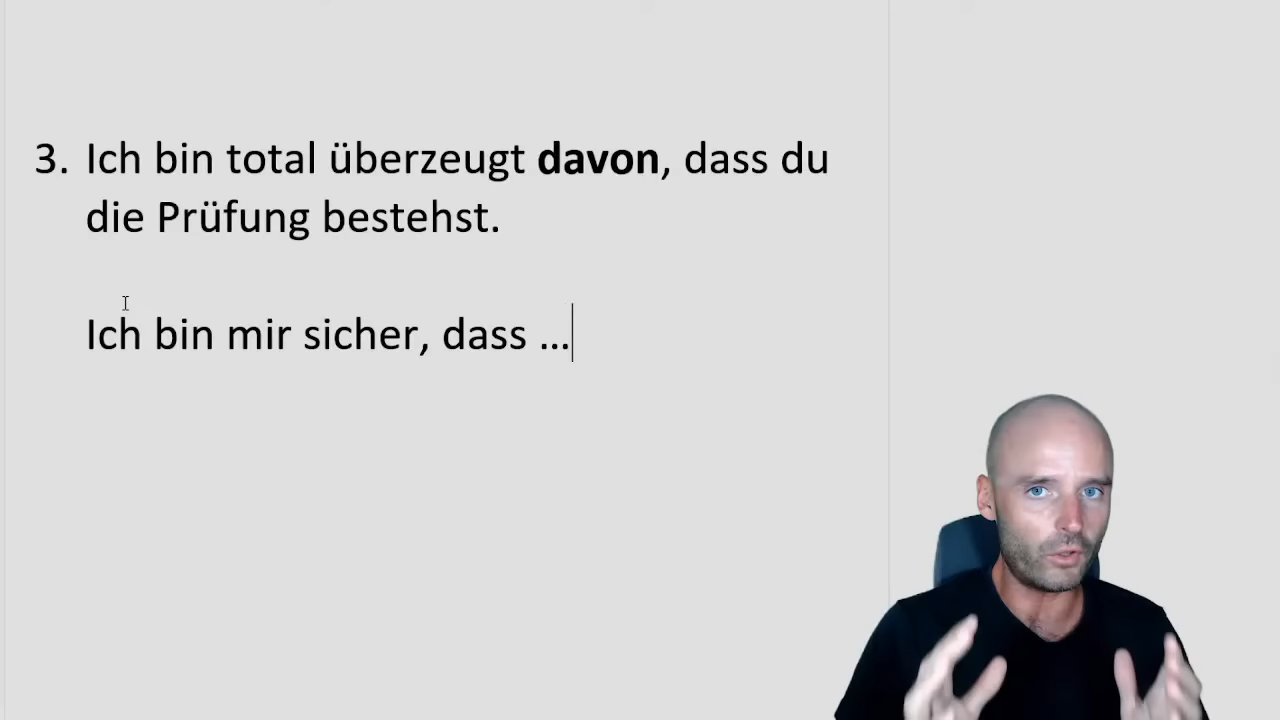 3. Ich bin total überzeugt davon, dass du
die Prüfung bestehst.
Ich bin mir sicher, dass ...